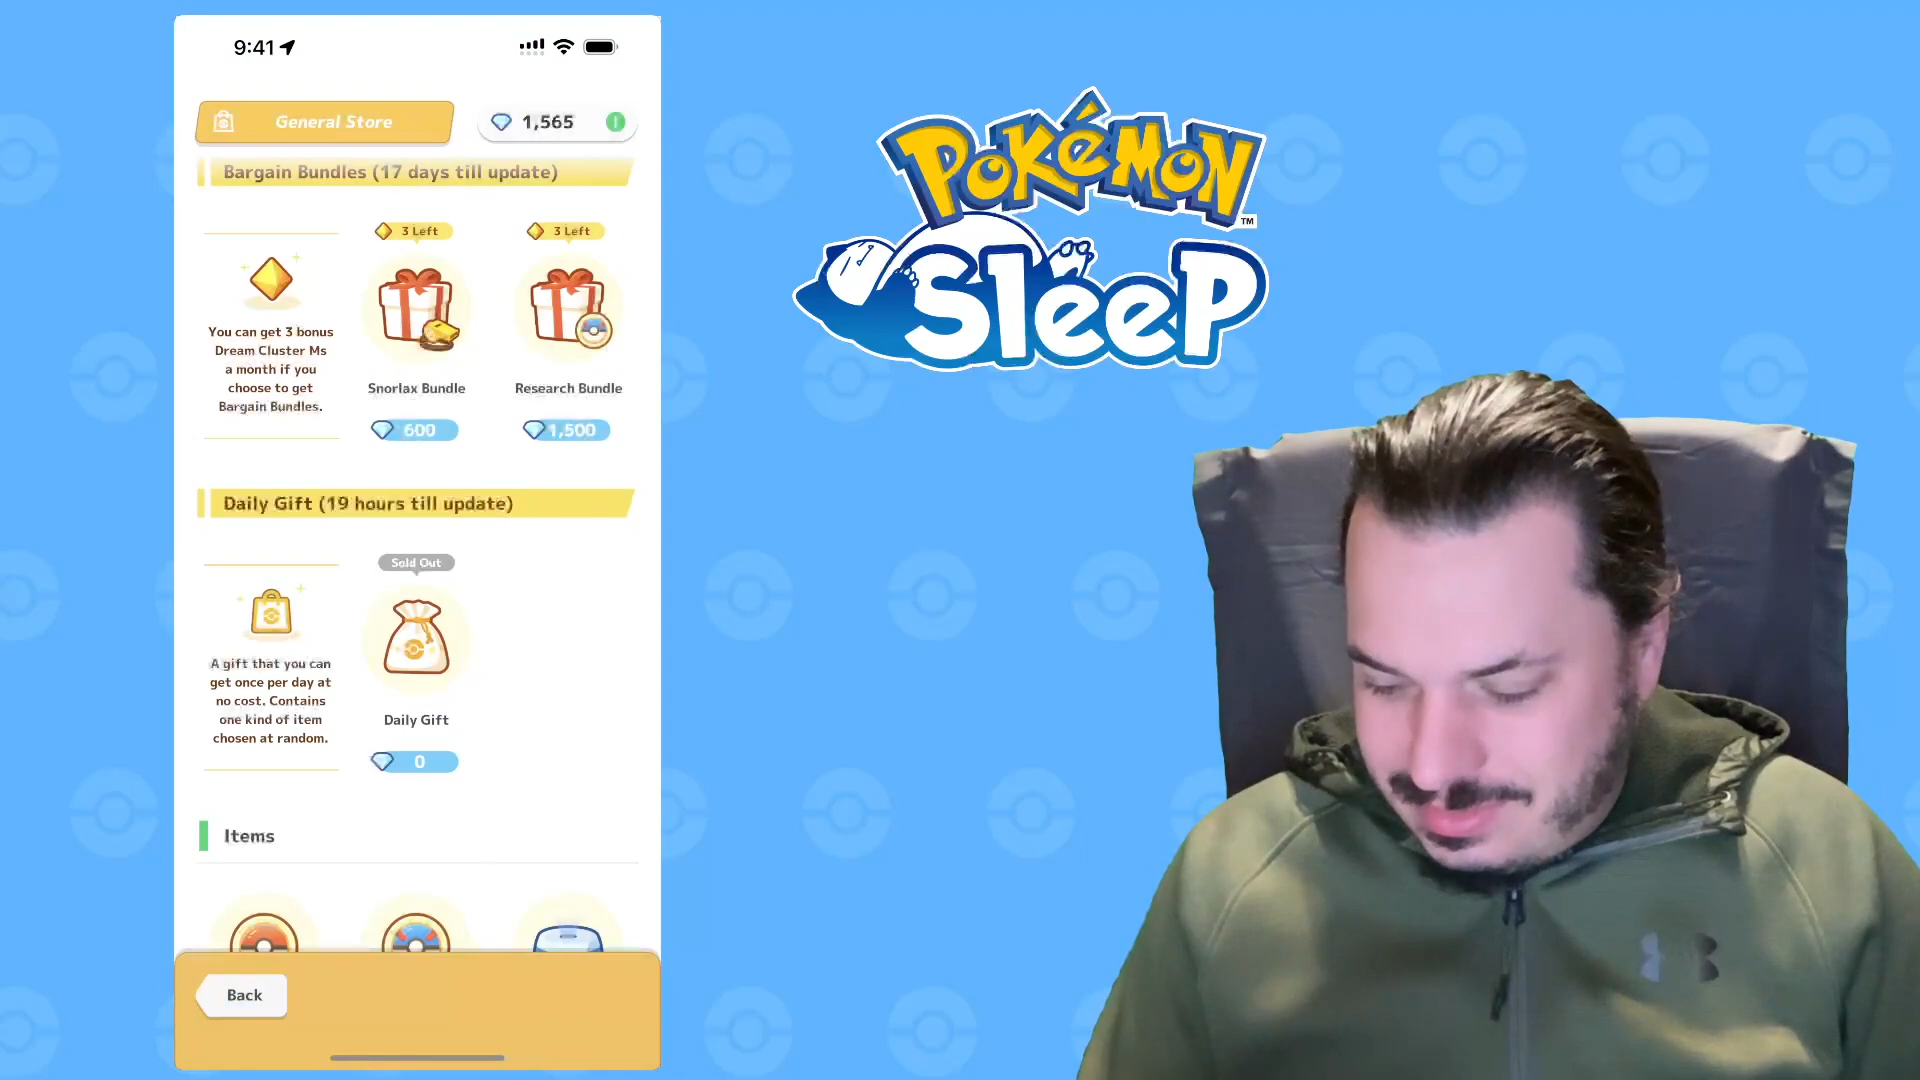 9:41
General Store
1,565
Bargain Bundles (17 days till update)
3 Left
3 Left
You can get 3 bonus
Dream Cluster Ms
a month if you
choose to get
Bargain Bundles.
Snorlax Bundle
Research Bundle
600
1,500
Daily Gift (19 hours till update)
Sold Out
A gift that you can
get once per day at
no cost. Contains
one kind of item
chosen at random.
Daily Gift
0
Items
Back
POKéMON
TM
Sleep